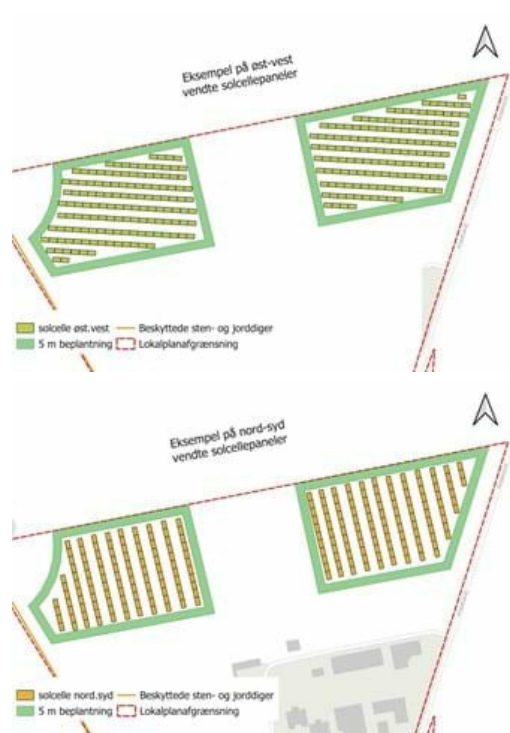 Eksempel på øst-vest
vendte solcellepaneler
solcelle øst.vest
Beskyttede sten- og jorddiger
5 m beplantning
Lokalplanafgrænsning
Eksempel på nord-syd
vendte solcellepaneler
solcelle nord.syd
Beskyttede sten- og jorddiger
5 m beplantning
Lokalplanafgrænsning